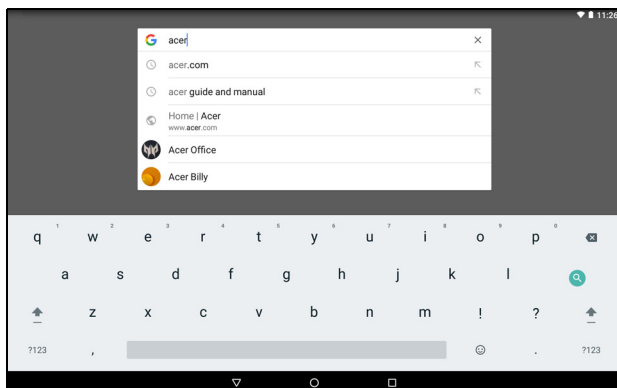 11:26
acer
acer.com
acer guide and manual
Home | Acer
www.acer.com
Acer Office
Acer Billy
1 2 3 4 5 6 7 8 9 0
q w e r t y u i o p
a s d f g h j k l
z x c v b n m ! ?
?123 , . ?123